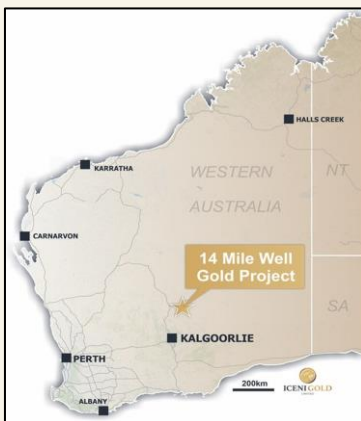 HALLS CREEK
KARRATHA
WESTERN
AUSTRALIA
NT
CARNARVON
14 Mile Well
Gold Project
SA
KALGOORLIE
PERTH
200km
ICENIGOLD
ALBANY